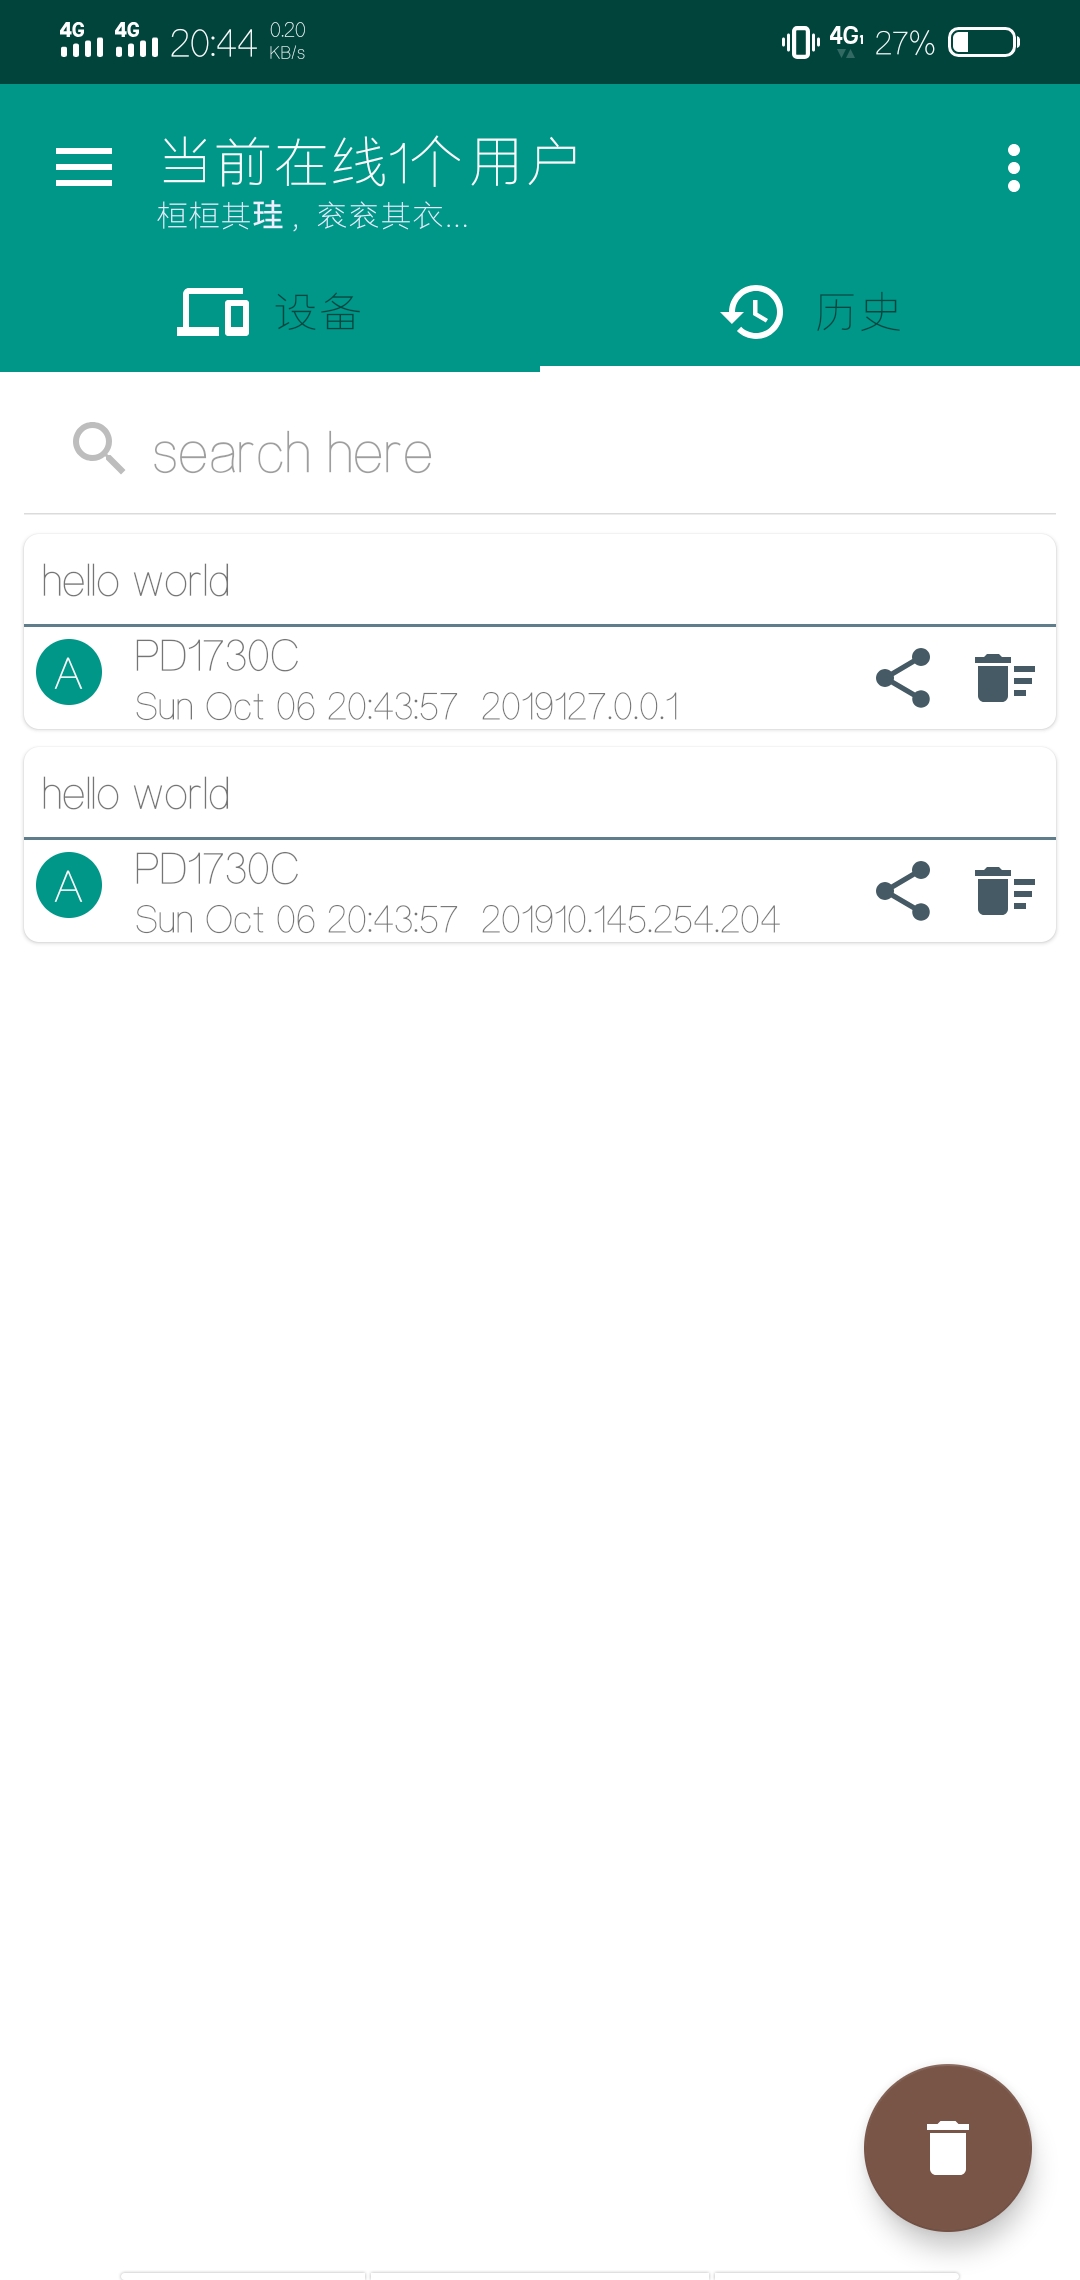 4G 4G 20:44 0.20 KB/s 4G1 27%
当前在线1个用户
桓桓其珪，衮衮其衣...
设备 历史
search here
hello world
A PD1730C
Sun Oct 06 20:43:57 2019127.0.0.1
hello world
A PD1730C
Sun Oct 06 20:43:57 201910.145.254.204